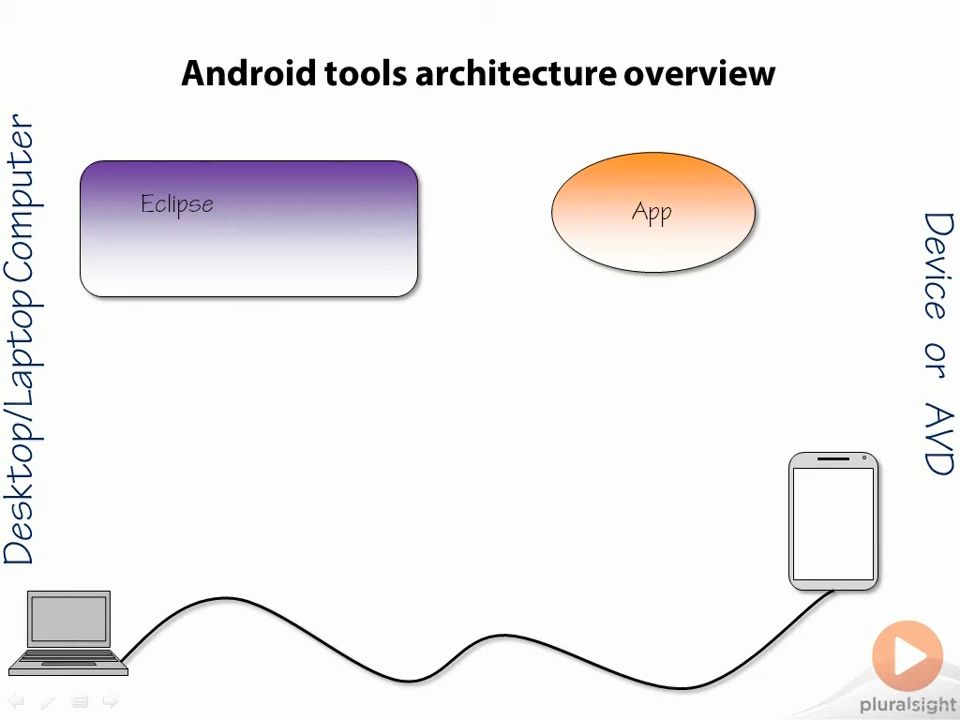 Android tools architecture overview
Desktop/Laptop Computer
Eclipse
App
Device or AVD
pluralsight